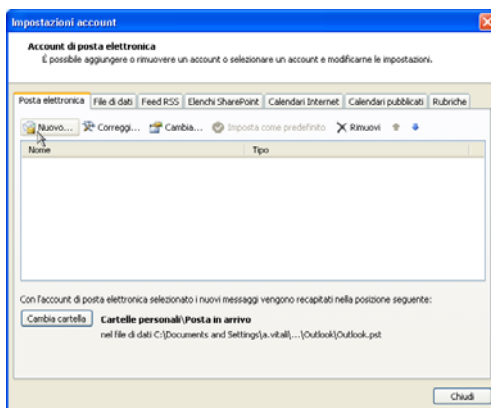 Impostazioni account
Account di posta elettronica
È possibile aggiungere o rimuovere un account o selezionare un account e modificarne le impostazioni.
Posta elettronica File di dati Feed RSS Elenchi SharePoint Calendari Internet Calendari pubblicati Rubriche
Nuovo... Correggi... Cambia... Imposta come predefinito Rimuovi
Nome Tipo
Con l'account di posta elettronica selezionato i nuovi messaggi vengono recapitati nella posizione seguente:
Cambia cartella Cartelle personali\Posta in arrivo
nel file di dati C:\Documents and Settings\a.vitali\...\Outlook\Outlook.pst
Chiudi